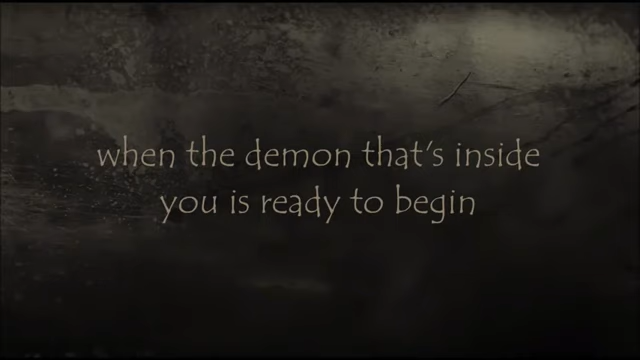 when the demon that's inside
you is ready to begin